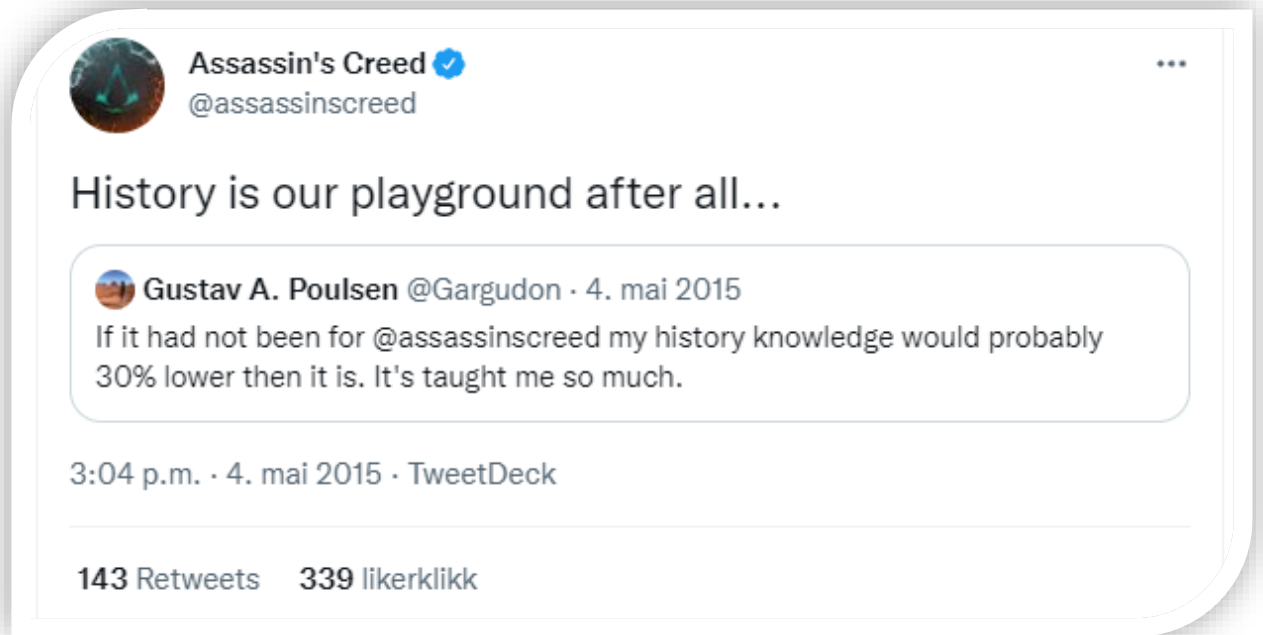 Assassin's Creed
@assassinscreed
History is our playground after all...
Gustav A. Poulsen @Gargudon · 4. mai 2015
If it had not been for @assassinscreed my history knowledge would probably
30% lower then it is. It's taught me so much.
3:04 p.m. · 4. mai 2015 · TweetDeck
143 Retweets 339 likerklikk